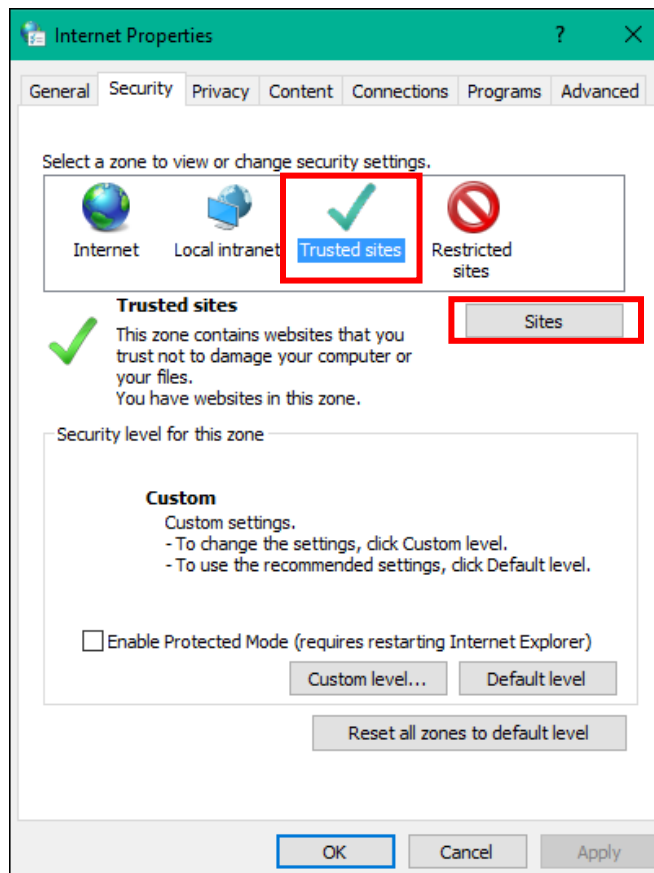 Internet Properties ?
General Security Privacy Content Connections Programs Advanced
Select a zone to view or change security settings.
Internet Local intranet Trusted sites Restricted
sites
Trusted sites
Sites
This zone contains websites that you
trust not to damage your computer or
your files.
You have websites in this zone.
Security level for this zone
Custom
Custom settings.
- To change the settings, click Custom level.
- To use the recommended settings, click Default level.
Enable Protected Mode (requires restarting Internet Explorer)
Custom level... Default level
Reset all zones to default level
OK Cancel Apply